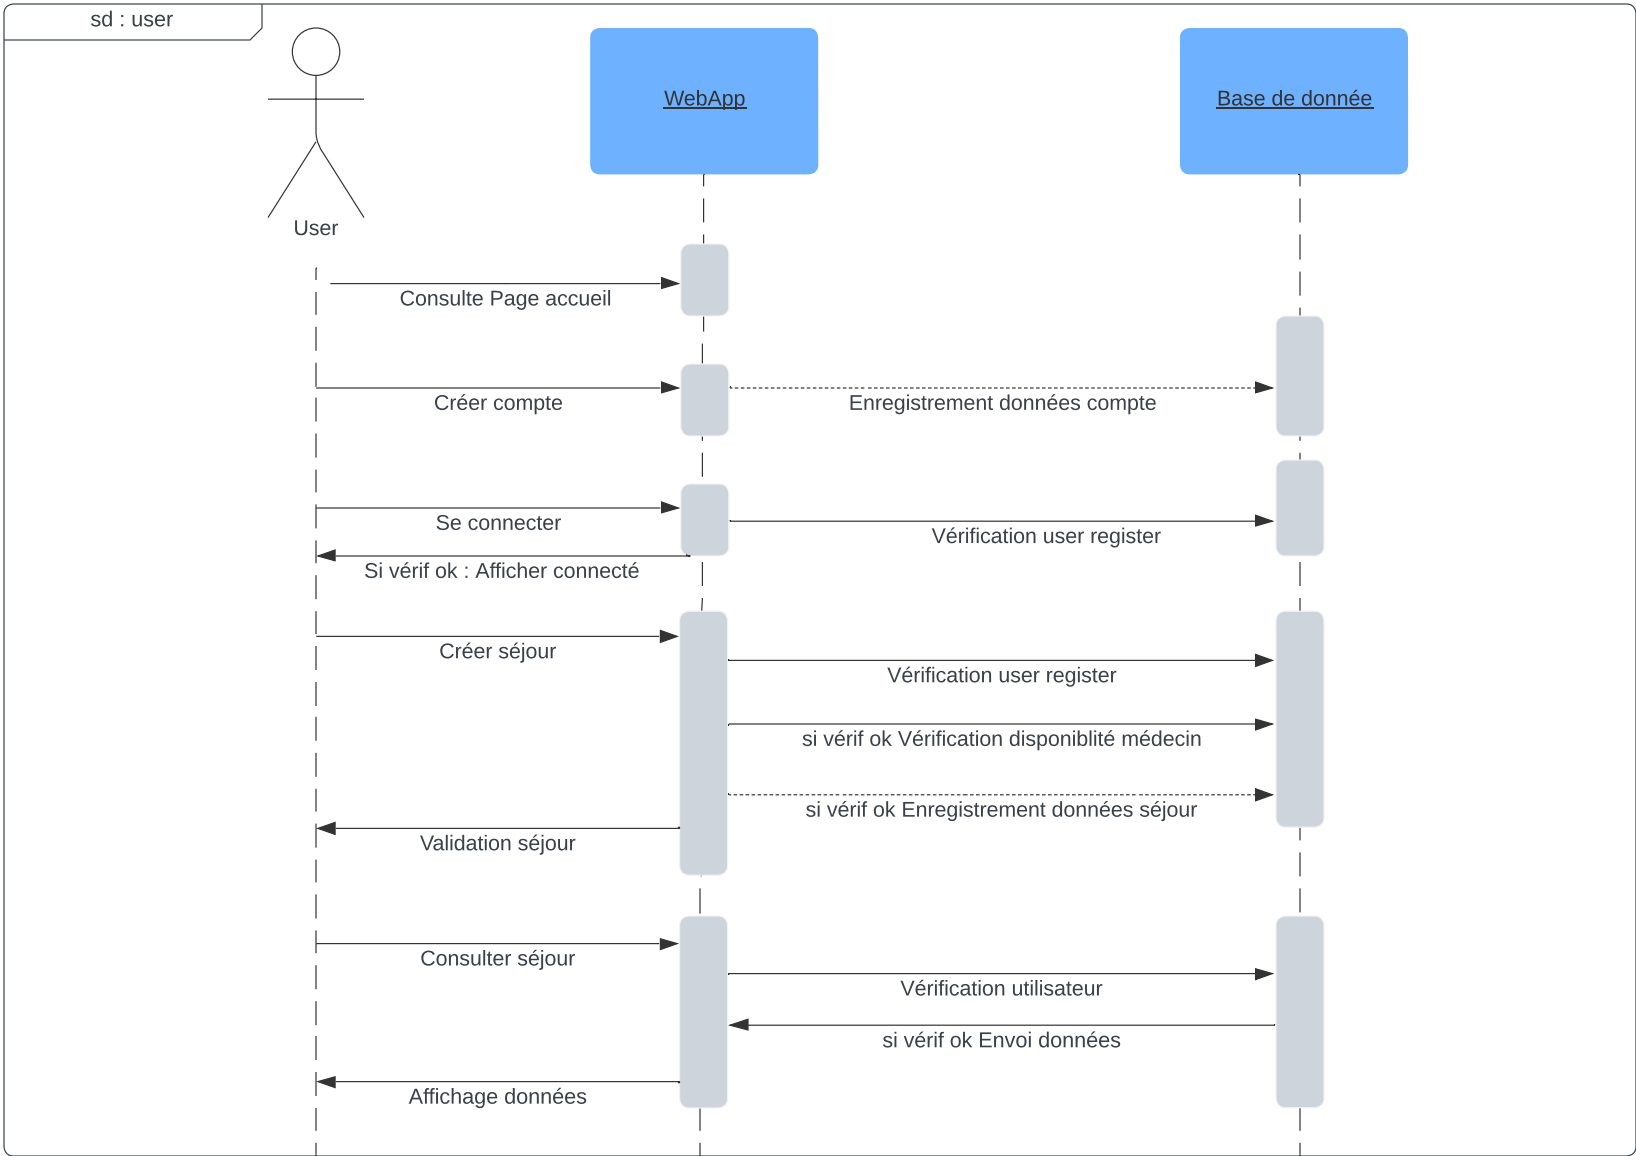 sd : user
WebApp
Base de donnée
User
Consulte Page accueil
Créer compte
Enregistrement données compte
Se connecter
Vérification user register
Si vérif ok : Afficher connecté
Créer séjour
Vérification user register
si vérif ok Vérification disponiblité médecin
si vérif ok Enregistrement données séjour
Validation séjour
Consulter séjour
Vérification utilisateur
si vérif ok Envoi données
Affichage données